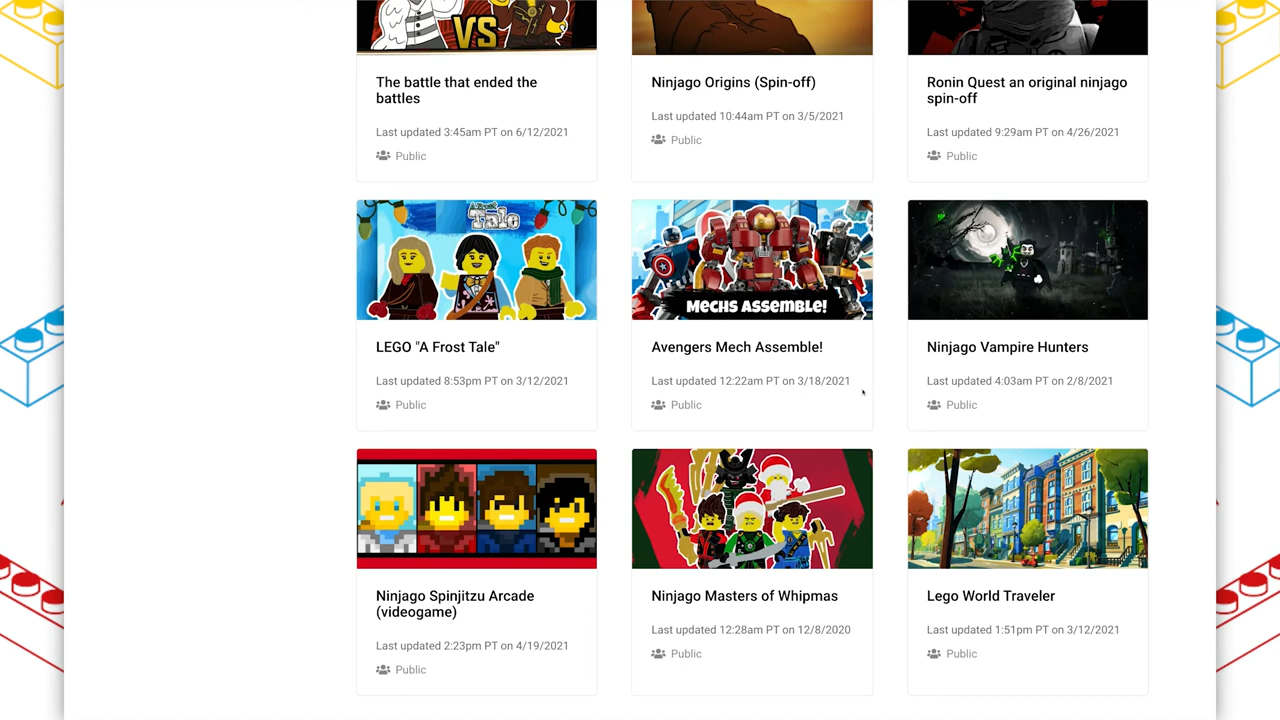 VS
The battle that ended the
battles
Last updated 3:45am PT on 6/12/2021
Public
Ninjago Origins (Spin-off)
Last updated 10:44am PT on 3/5/2021
Public
Ronin Quest an original ninjago
spin-off
Last updated 9:29am PT on 4/26/2021
Public
Tale
LEGO "A Frost Tale"
Last updated 8:53pm PT on 3/12/2021
Public
MECHS ASSEMBLE!
Avengers Mech Assemble!
Last updated 12:22am PT on 3/18/2021
Public
Ninjago Vampire Hunters
Last updated 4:03am PT on 2/8/2021
Public
Ninjago Spinjitzu Arcade
(videogame)
Last updated 2:23pm PT on 4/19/2021
Public
Ninjago Masters of Whipmas
Last updated 12:28am PT on 12/8/2020
Public
Lego World Traveler
Last updated 1:51pm PT on 3/12/2021
Public